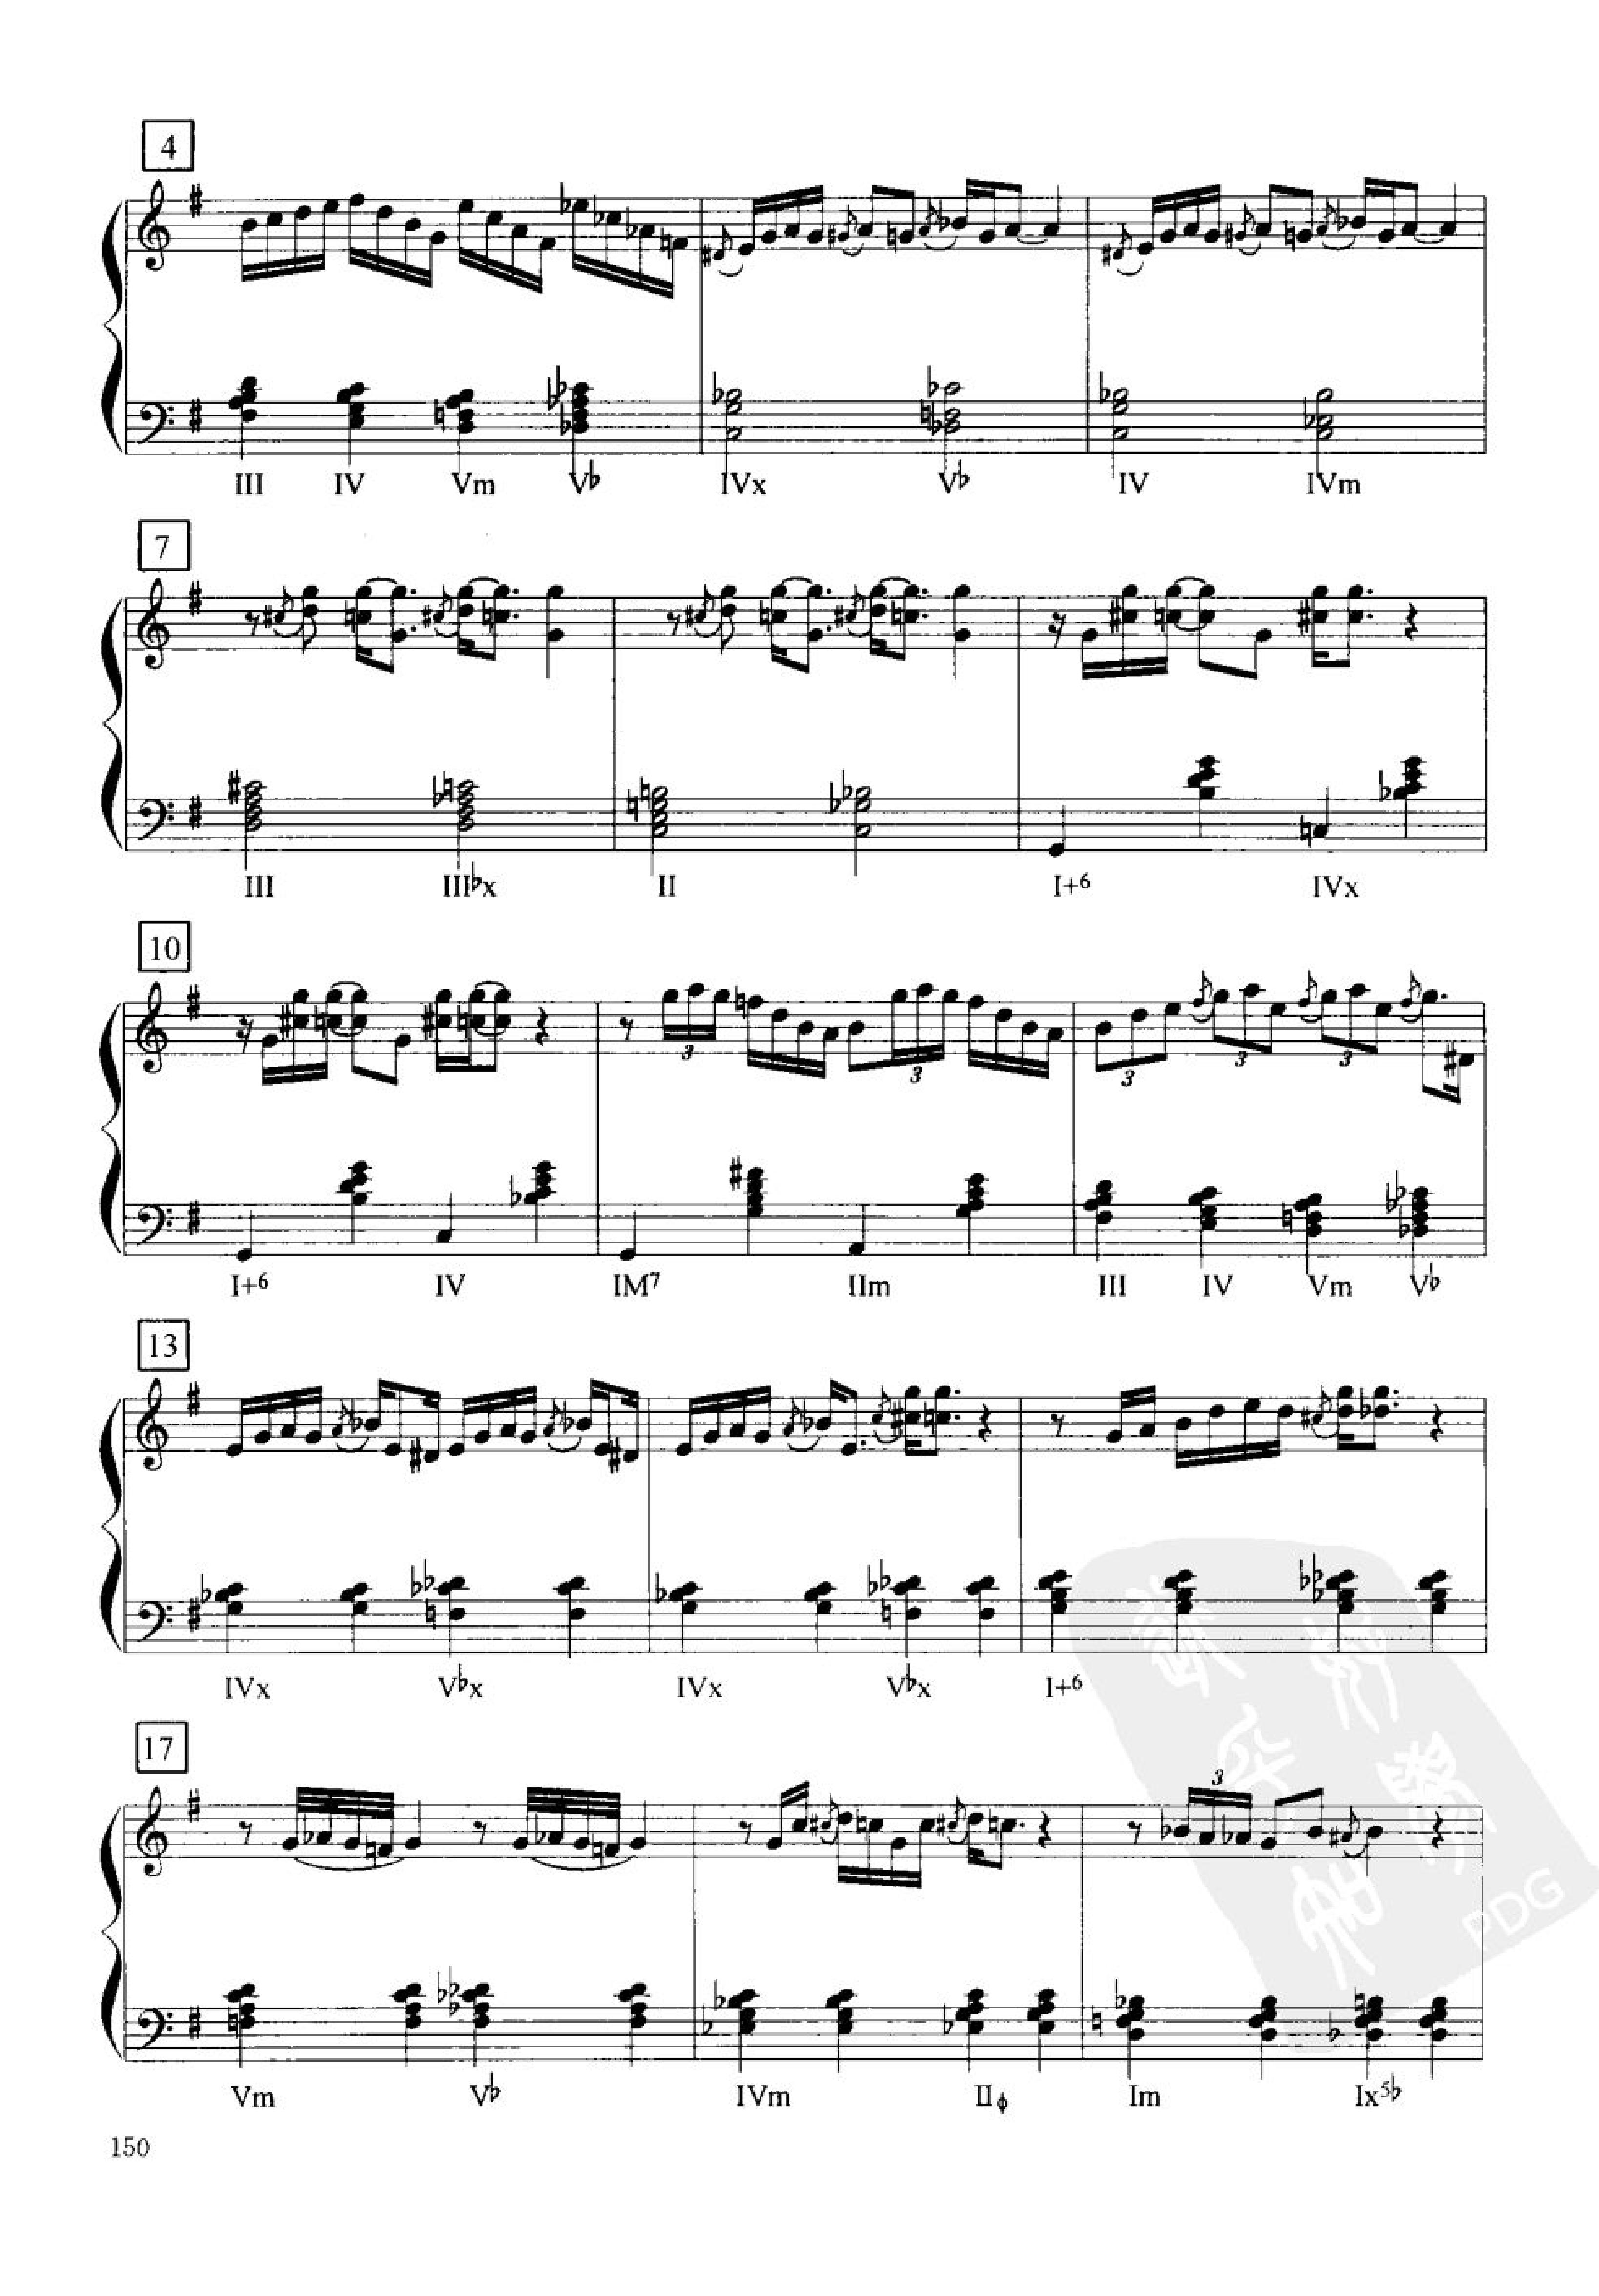 4
III IV Vm V♭ IVx V♭ IV IVm
7
III III♭x II I+6 IVx
10
3 3 3 3 3
I+6 IV IM7 IIm III IV Vm V♭
13
IVx V♭x IVx V♭x I+6
17
3
Vm V♭ IVm IIϕ Im Ix5♭
PDG
150